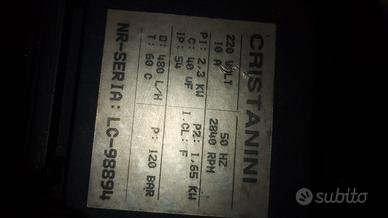 CRISTANINI
220 VOLT 50 HZ
10 A 2840 RPM
P1: 2,3 KW P2: 1,65 KW
C: 40 uF I.CL: F
IP: 54
Q: 480 L/H P: 120 BAR
T: 60 C
NR-SERIA: LC-98894
subito